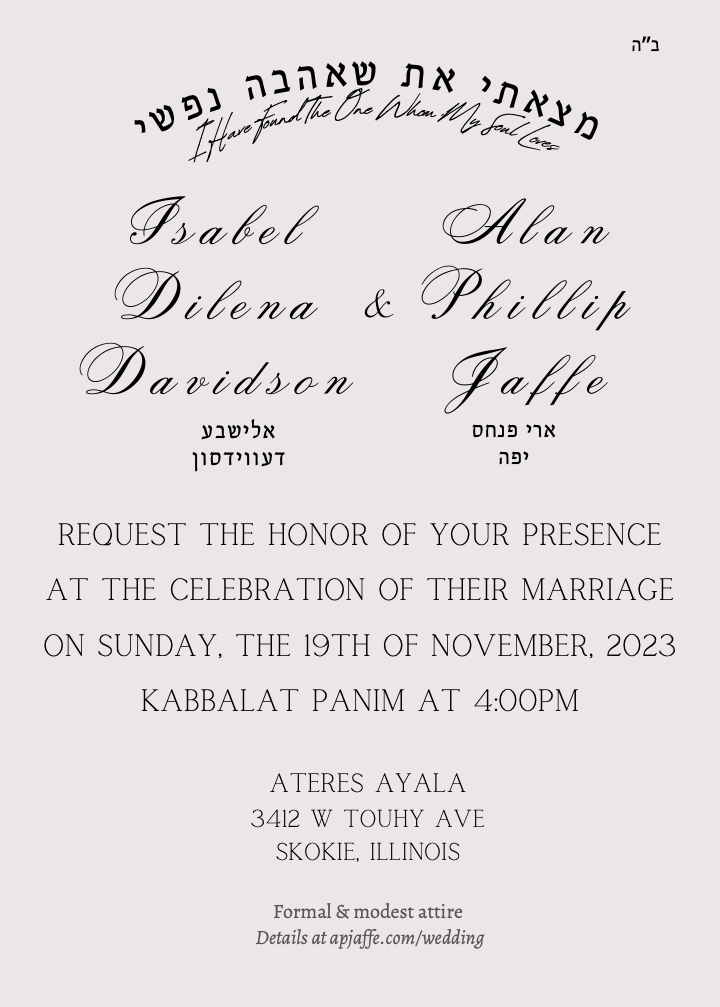 ב״ה
מצאתי את שאהבה נפשי
I Have Found The One Whom My Soul Loves
Isabel
Dilena
Davidson
&
Alan
Phillip
Jaffe
אלישבע
דעווידסון
ארי פנחס
יפה
REQUEST THE HONOR OF YOUR PRESENCE
AT THE CELEBRATION OF THEIR MARRIAGE
ON SUNDAY, THE 19TH OF NOVEMBER, 2023
KABBALAT PANIM AT 4:00PM
ATERES AYALA
3412 W TOUHY AVE
SKOKIE, ILLINOIS
Formal & modest attire
Details at apjaffe.com/wedding